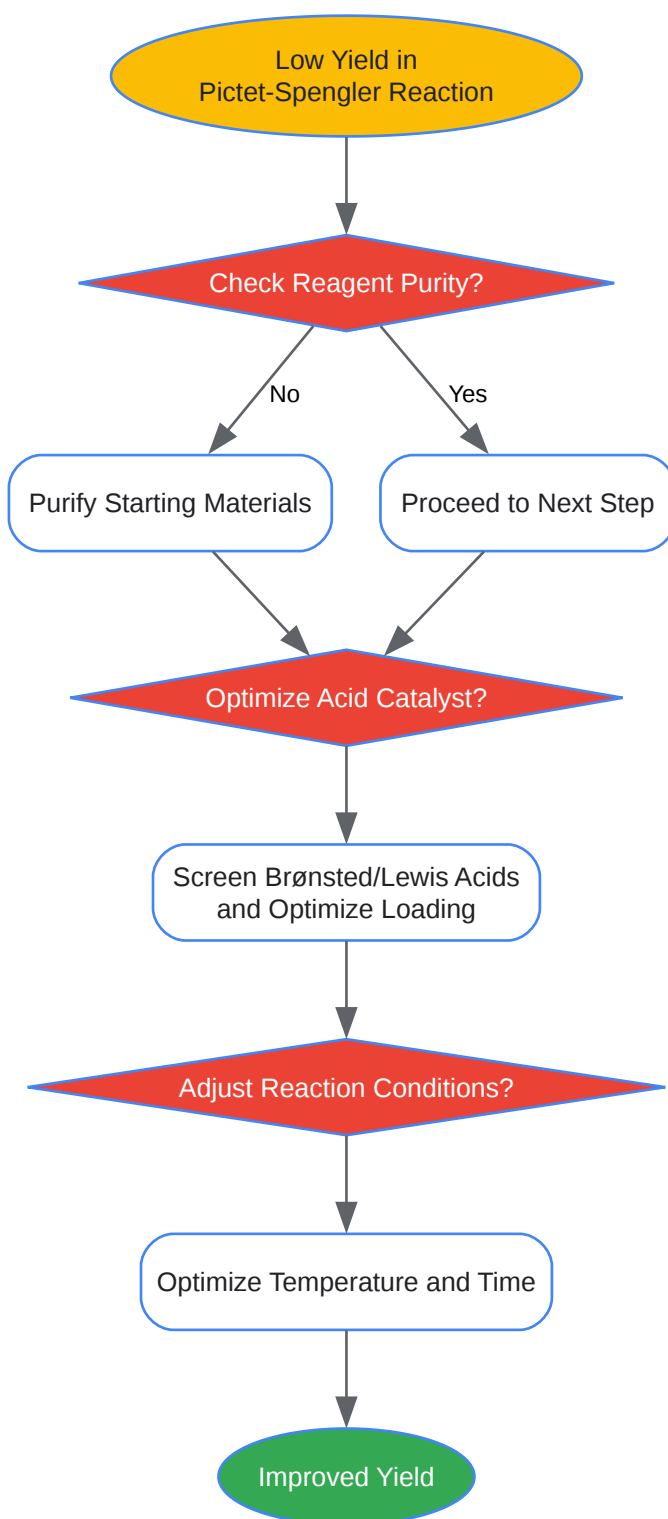 Low Yield in
Pictet-Spengler Reaction
Check Reagent Purity?
No
Yes
Purify Starting Materials
Proceed to Next Step
Optimize Acid Catalyst?
Screen Brønsted/Lewis Acids
and Optimize Loading
Adjust Reaction Conditions?
Optimize Temperature and Time
Improved Yield